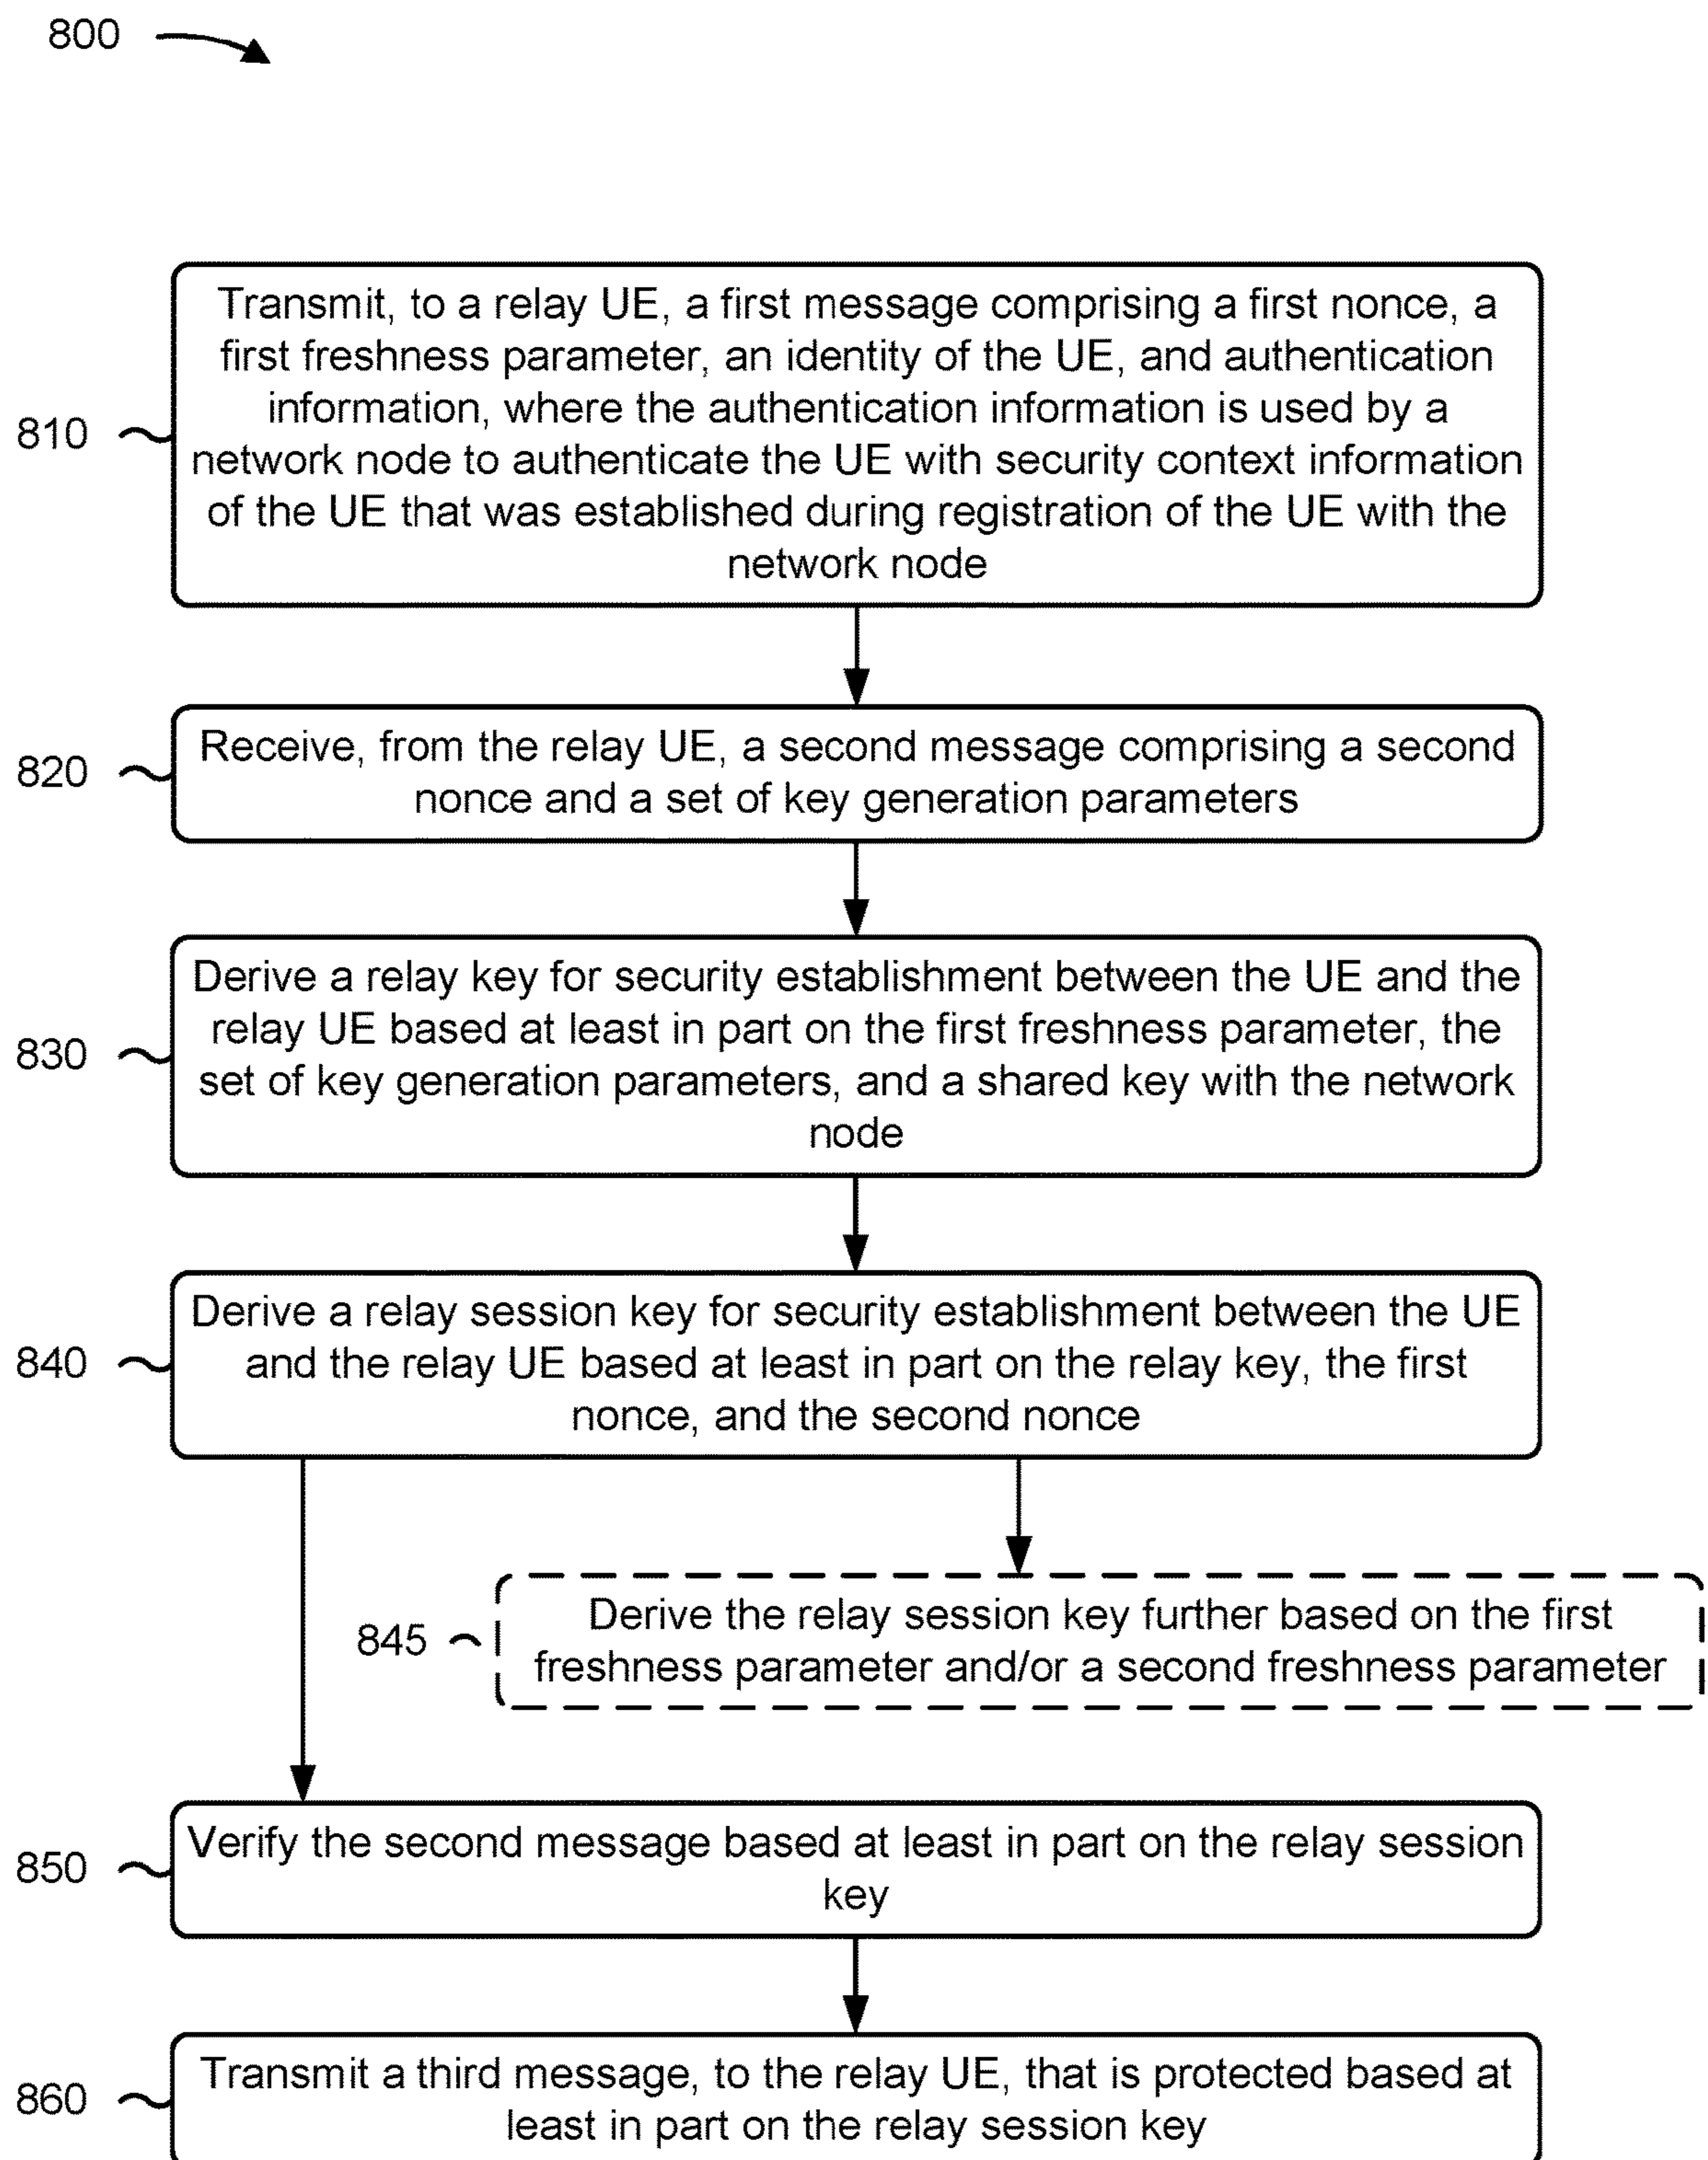 800
Transmit, to a relay UE, a first message comprising a first nonce, a
first freshness parameter, an identity of the UE, and authentication
information, where the authentication information is used by a
810
network node to authenticate the UE with security context information
of the UE that was established during registration of the UE with the
network node
820
Receive, from the relay UE, a second message comprising a second
nonce and a set of key generation parameters
Derive a relay key for security establishment between the UE and the
relay UE based at least in part on the first freshness parameter, the
830
set of key generation parameters, and a shared key with the network
node
Derive a relay session key for security establishment between the UE
840
and the relay UE based at least in part on the relay key, the first
nonce, and the second nonce
845
Derive the relay session key further based on the first
freshness parameter and/or a second freshness parameter
850
Verify the second message based at least in part on the relay session
key
860
Transmit a third message, to the relay UE, that is protected based at
least in part on the relay session key